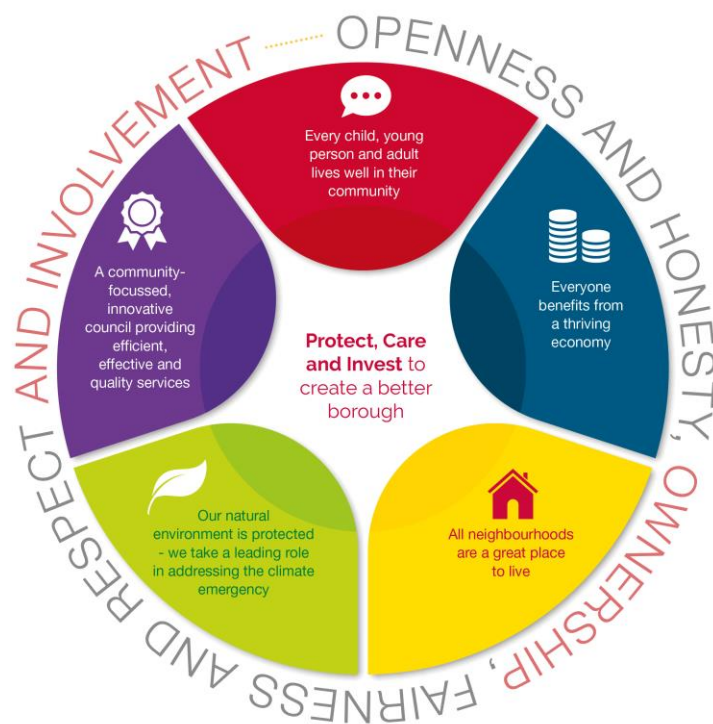 OPENNESS AND HONESTY, OWNERSHIP, FAIRNESS AND RESPECT AND INVOLVEMENT
Every child, young
person and adult
lives well in their
community
Everyone
benefits from
a thriving
economy
All neighbourhoods
are a great place
to live
Our natural
environment is protected
- we take a leading role
in addressing the climate
emergency
A community-
focussed,
innovative
council providing
efficient,
effective and
quality services
Protect, Care
and Invest to
create a better
borough